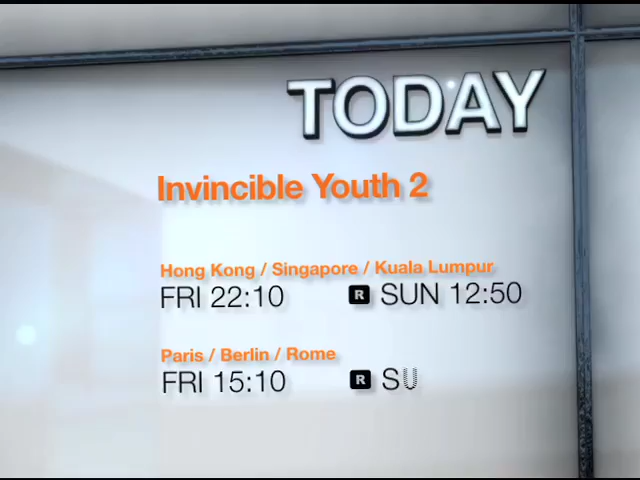 TODAY
Invincible Youth 2
Hong Kong / Singapore / Kuala Lumpur
FRI 22:10 R SUN 12:50
Paris / Berlin / Rome
FRI 15:10 R SU